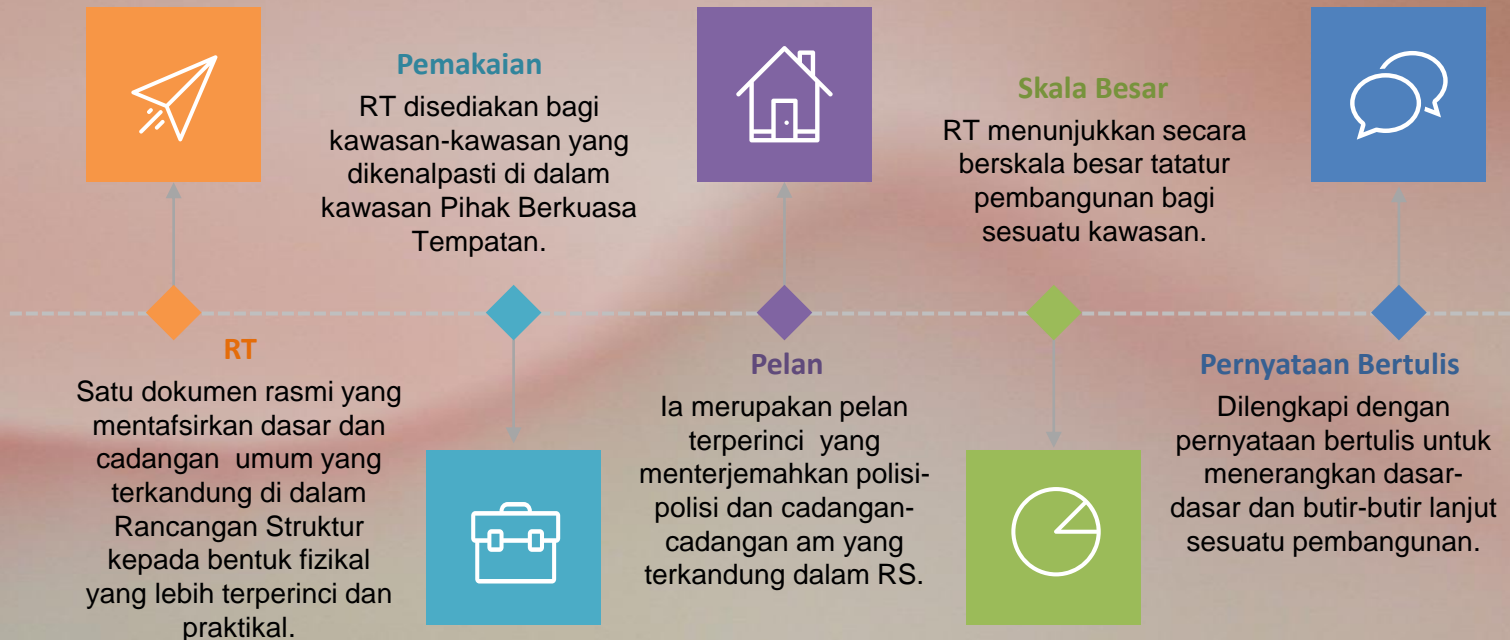 RT
Satu dokumen rasmi yang
mentafsirkan dasar dan
cadangan umum yang
terkandung di dalam
Rancangan Struktur
kepada bentuk fizikal
yang lebih terperinci dan
praktikal.
Pemakaian
RT disediakan bagi
kawasan-kawasan yang
dikenalpasti di dalam
kawasan Pihak Berkuasa
Tempatan.
Pelan
Ia merupakan pelan
terperinci yang
menterjemahkan polisi-
polisi dan cadangan-
cadangan am yang
terkandung dalam RS.
Skala Besar
RT menunjukkan secara
berskala besar tatatur
pembangunan bagi
sesuatu kawasan.
Pernyataan Bertulis
Dilengkapi dengan
pernyataan bertulis untuk
menerangkan dasar-
dasar dan butir-butir lanjut
sesuatu pembangunan.